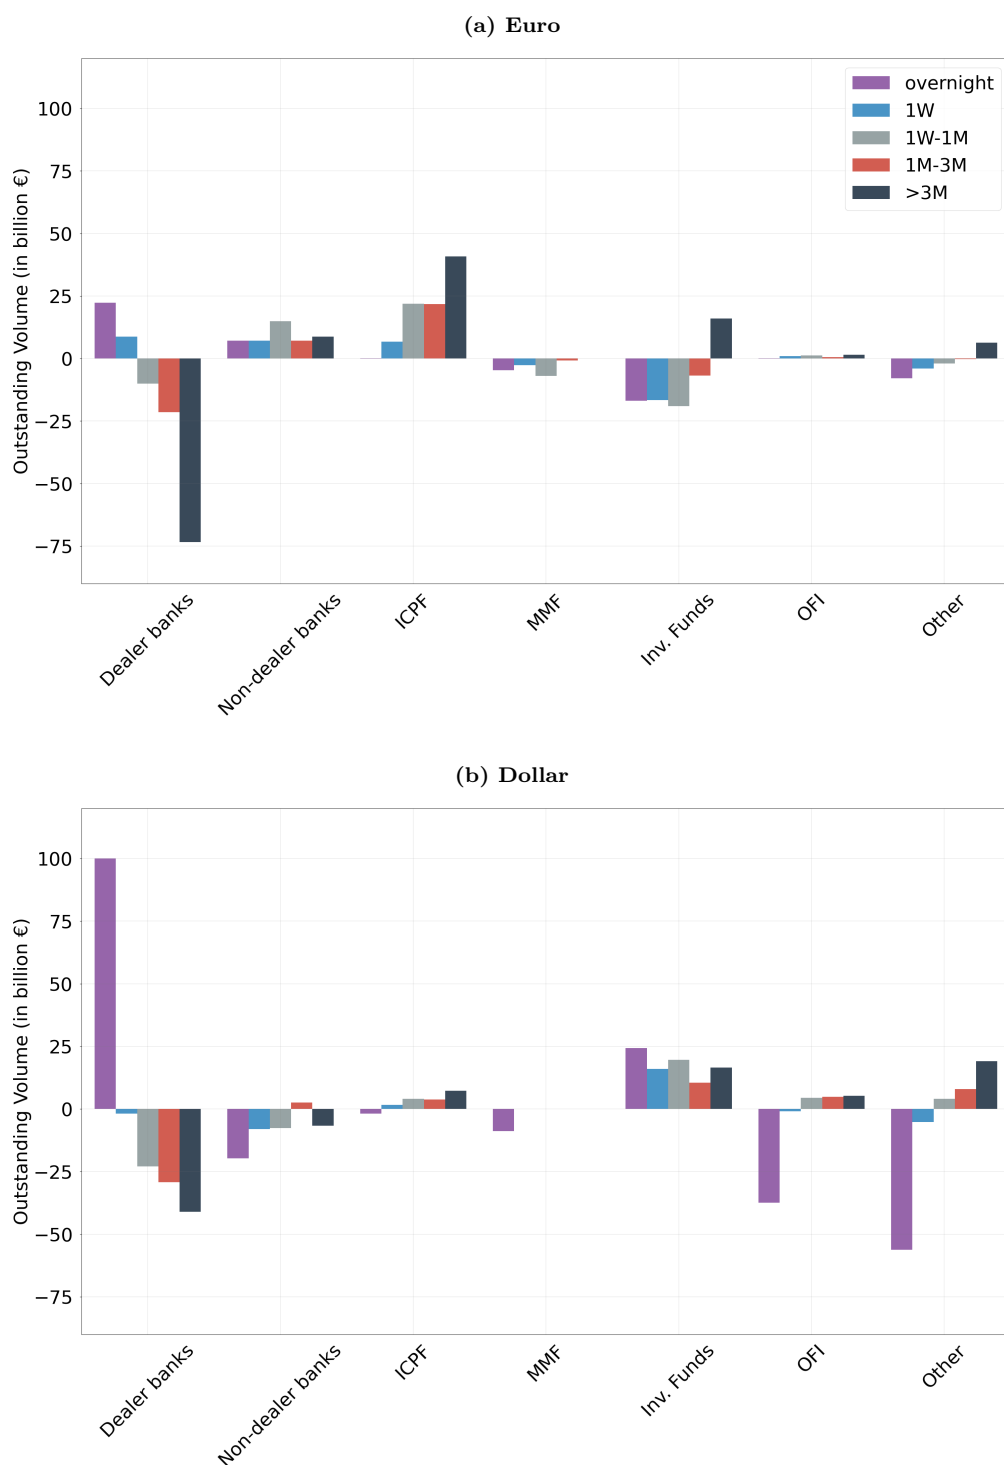 (a) Euro
Outstanding Volume (in billion €)
100
75
50
25
0
−25
−50
−75
overnight
1W
1W-1M
1M-3M
>3M
Dealer banks
Non-dealer banks
ICPF
MMF
Inv. Funds
OFI
Other
(b) Dollar
Outstanding Volume (in billion €)
100
75
50
25
0
−25
−50
−75
Dealer banks
Non-dealer banks
ICPF
MMF
Inv. Funds
OFI
Other